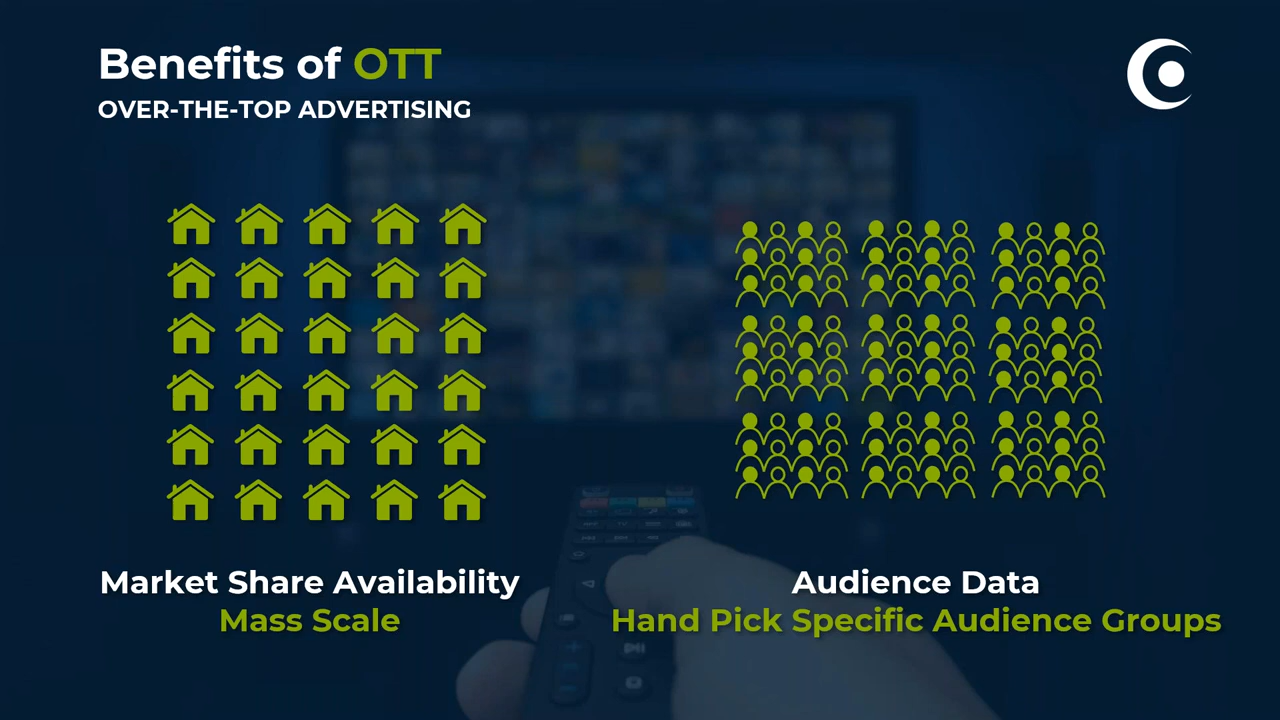 Benefits of OTT
OVER-THE-TOP ADVERTISING
Market Share Availability
Mass Scale
Audience Data
Hand Pick Specific Audience Groups